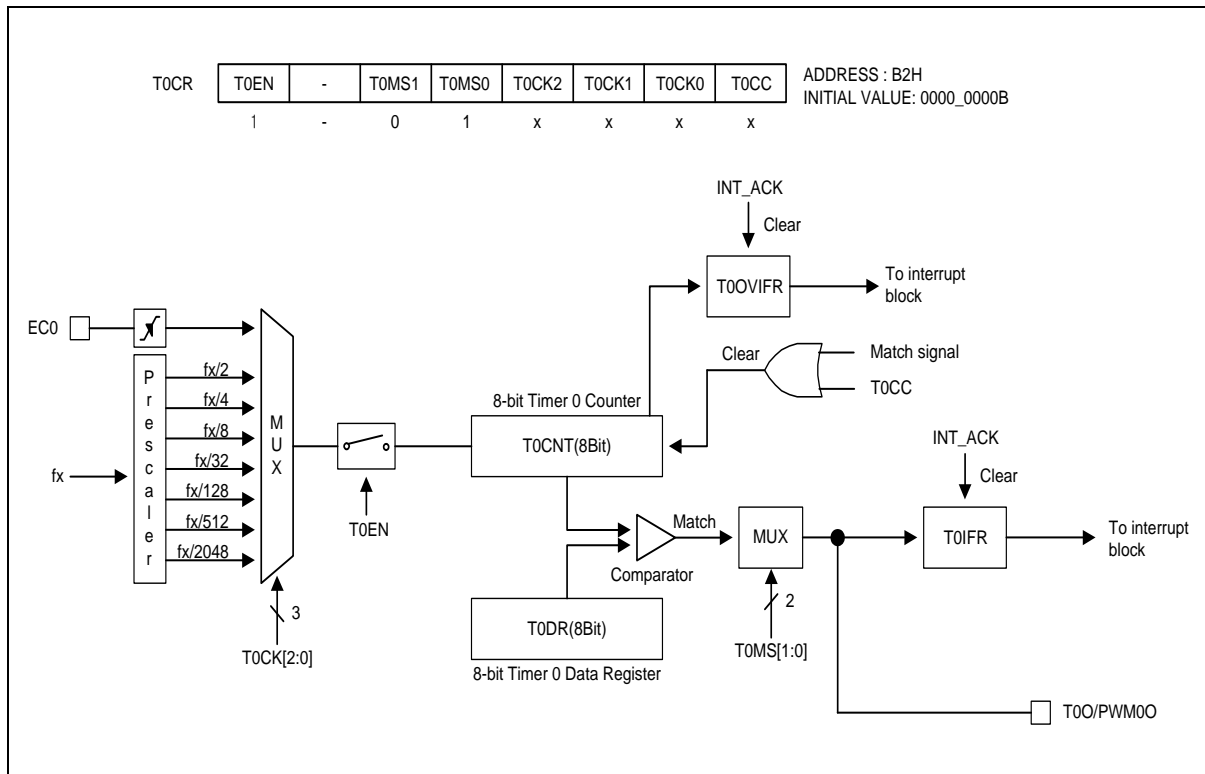 T0CR T0EN - T0MS1 T0MS0 T0CK2 T0CK1 T0CK0 T0CC
ADDRESS : B2H
INITIAL VALUE: 0000_0000B
1 - 0 1 x x x x
INT_ACK
Clear
T0OVIFR
To interrupt
block
EC0
Prescaler
fx
fx/2
fx/4
fx/8
fx/32
fx/128
fx/512
fx/2048
MUX
3
T0CK[2:0]
T0EN
8-bit Timer 0 Counter
T0CNT(8Bit)
Clear
Match signal
T0CC
Match
Comparator
T0DR(8Bit)
8-bit Timer 0 Data Register
MUX
2
T0MS[1:0]
INT_ACK
Clear
T0IFR
To interrupt
block
T0O/PWM0O